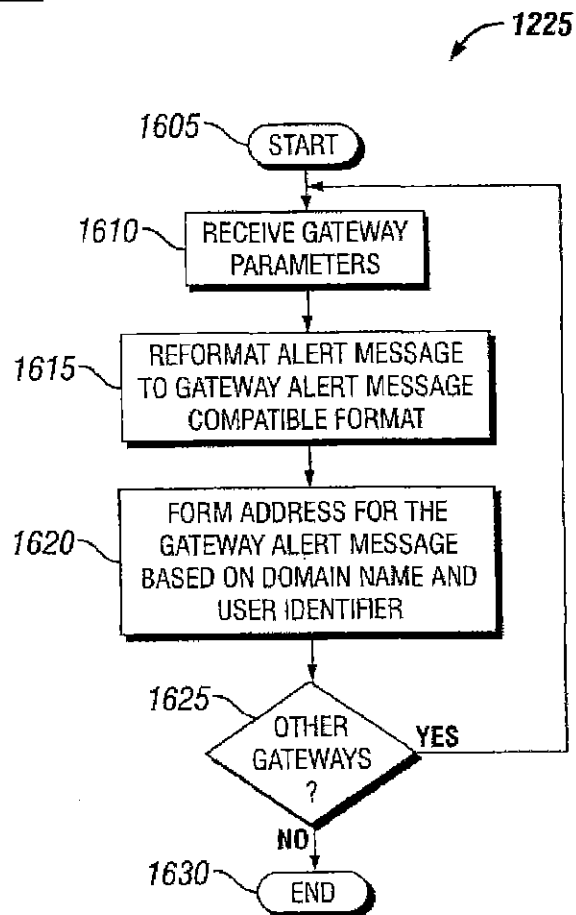 1225
1605
START
1610
RECEIVE GATEWAY
PARAMETERS
1615
REFORMAT ALERT MESSAGE
TO GATEWAY ALERT MESSAGE
COMPATIBLE FORMAT
1620
FORM ADDRESS FOR THE
GATEWAY ALERT MESSAGE
BASED ON DOMAIN NAME AND
USER IDENTIFIER
1625
OTHER
GATEWAYS
?
YES
NO
1630
END